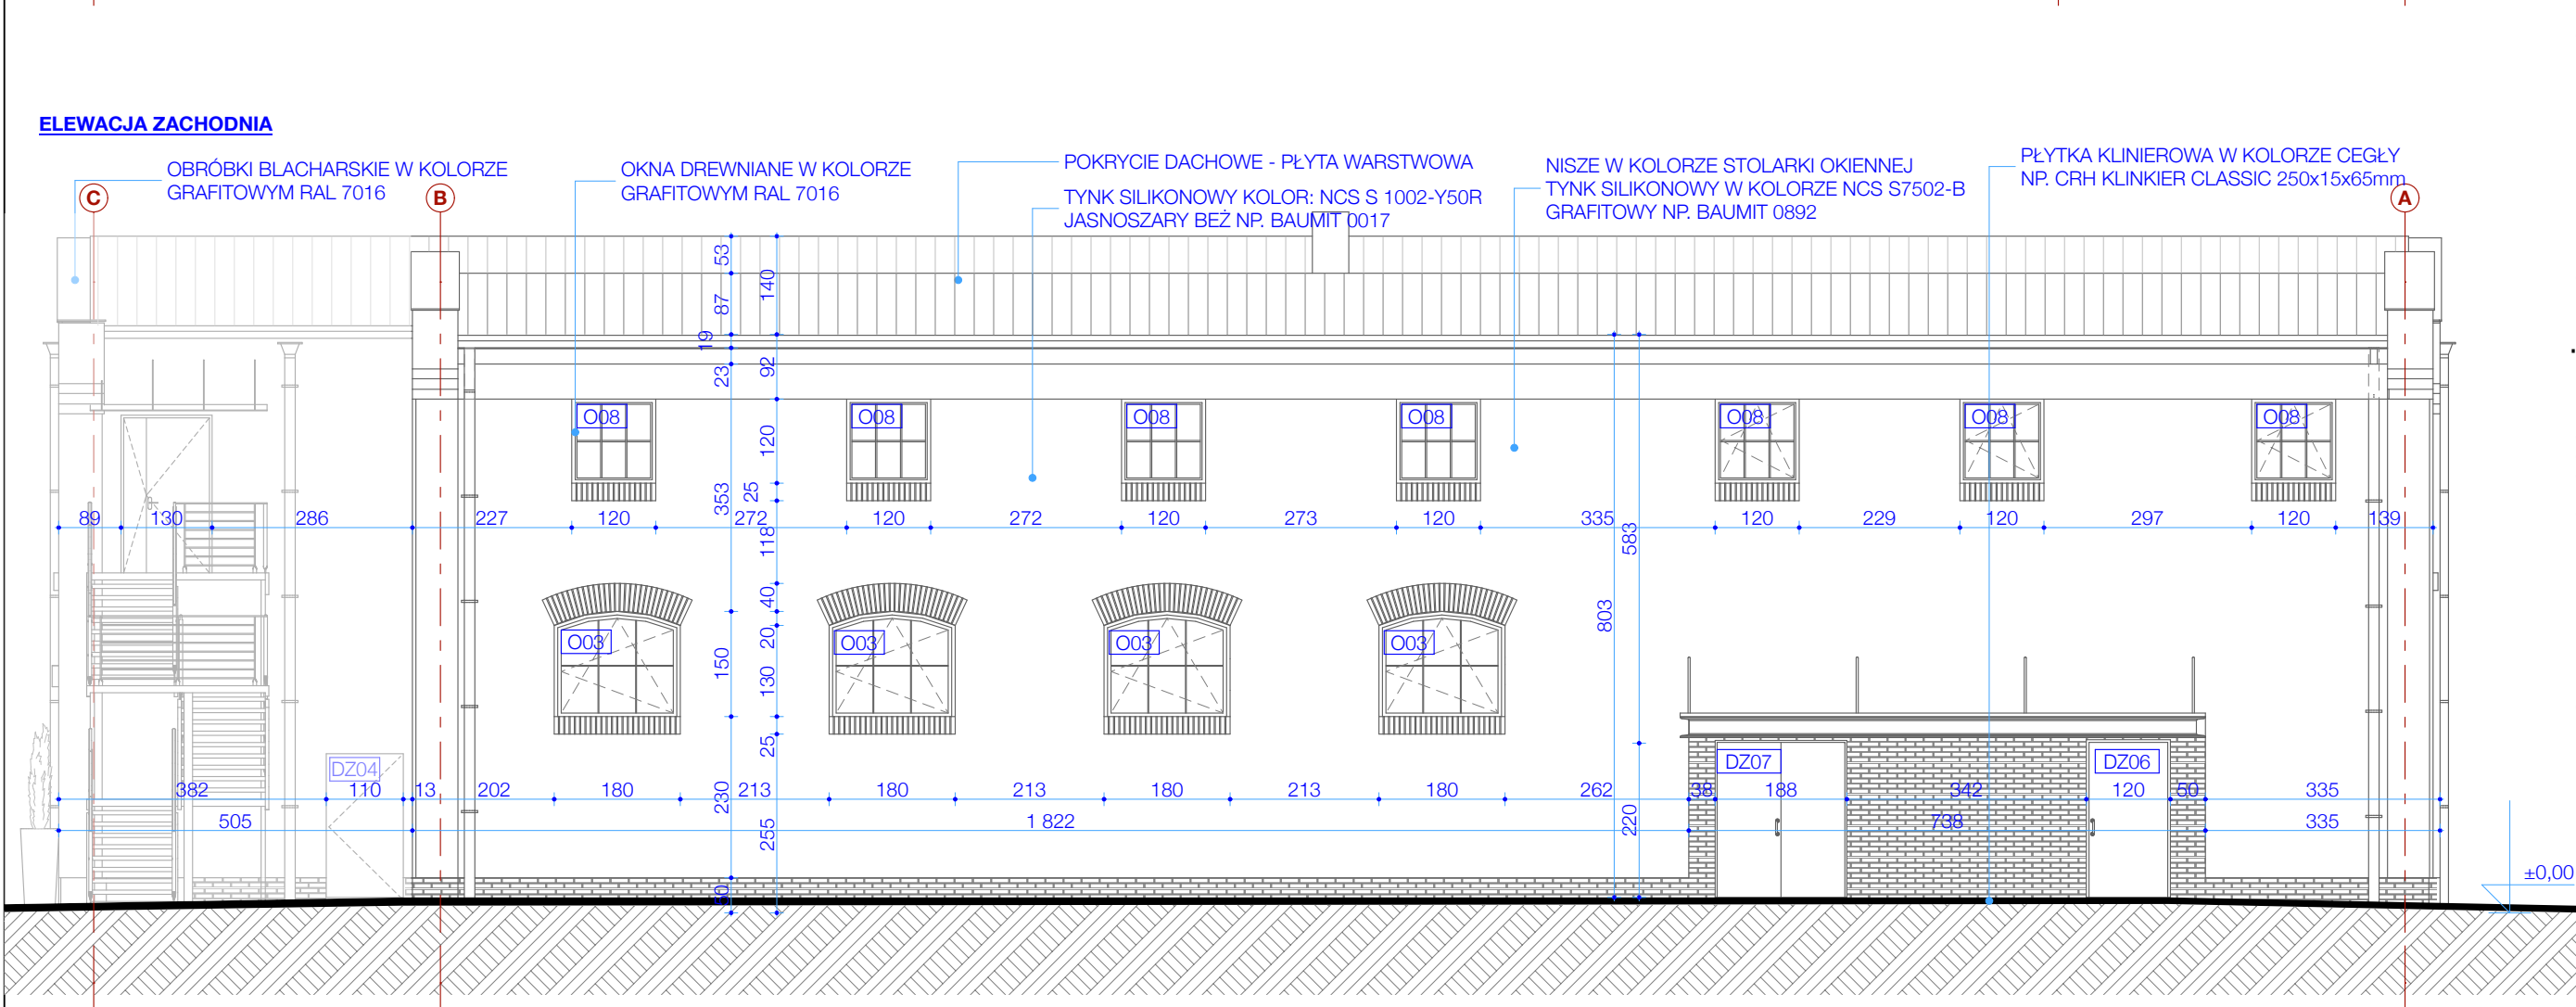 ELEWACJA ZACHODNIA
OBRÓBKI BLACHARSKIE W KOLORZE
GRAFITOWYM RAL 7016
OKNA DREWNIANE W KOLORZE
GRAFITOWYM RAL 7016
POKRYCIE DACHOWE - PŁYTA WARSTWOWA
TYNK SILIKONOWY KOLOR: NCS S 1002-Y50R
JASNOSZARY BEŻ NP. BAUMIT 0017
NISZE W KOLORZE STOLARKI OKIENNEJ
TYNK SILIKONOWY W KOLORZE NCS S7502-B
GRAFITOWY NP. BAUMIT 0892
PŁYTKA KLINIEROWA W KOLORZE CEGŁY
NP. CRH KLINKIER CLASSIC 250x15x65mm
C
B
A
53
87
19
23
353
150
230
50
140
92
120
25
118
40
20
130
25
255
803
583
220
O08
O08
O08
O08
O08
O08
O08
89
130
286
227
120
272
120
272
120
273
120
335
120
229
120
297
120
139
O03
O03
O03
O03
DZ04
DZ07
DZ06
382
110
13
202
180
213
180
213
180
213
180
262
38
188
342
120
50
335
505
1 822
738
335
±0,00